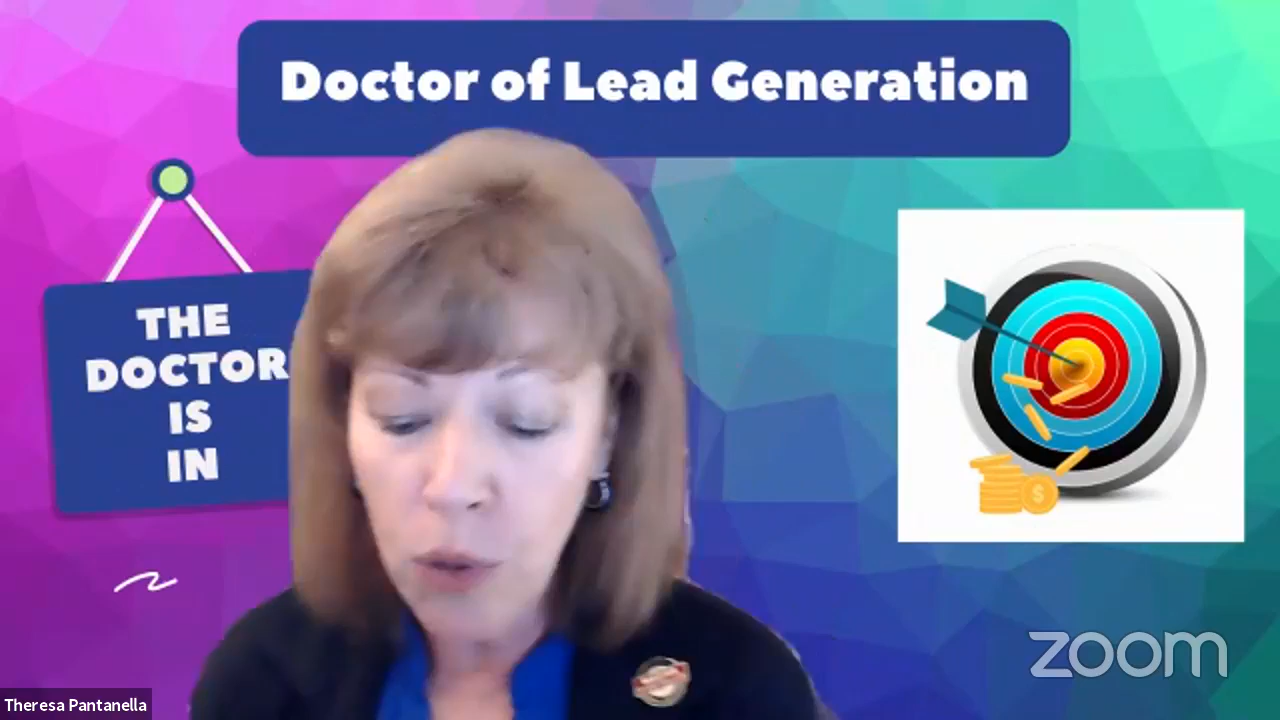 Doctor of Lead Generation
THE
DOCTOR
IS
IN
$
zoom
Theresa Pantanella